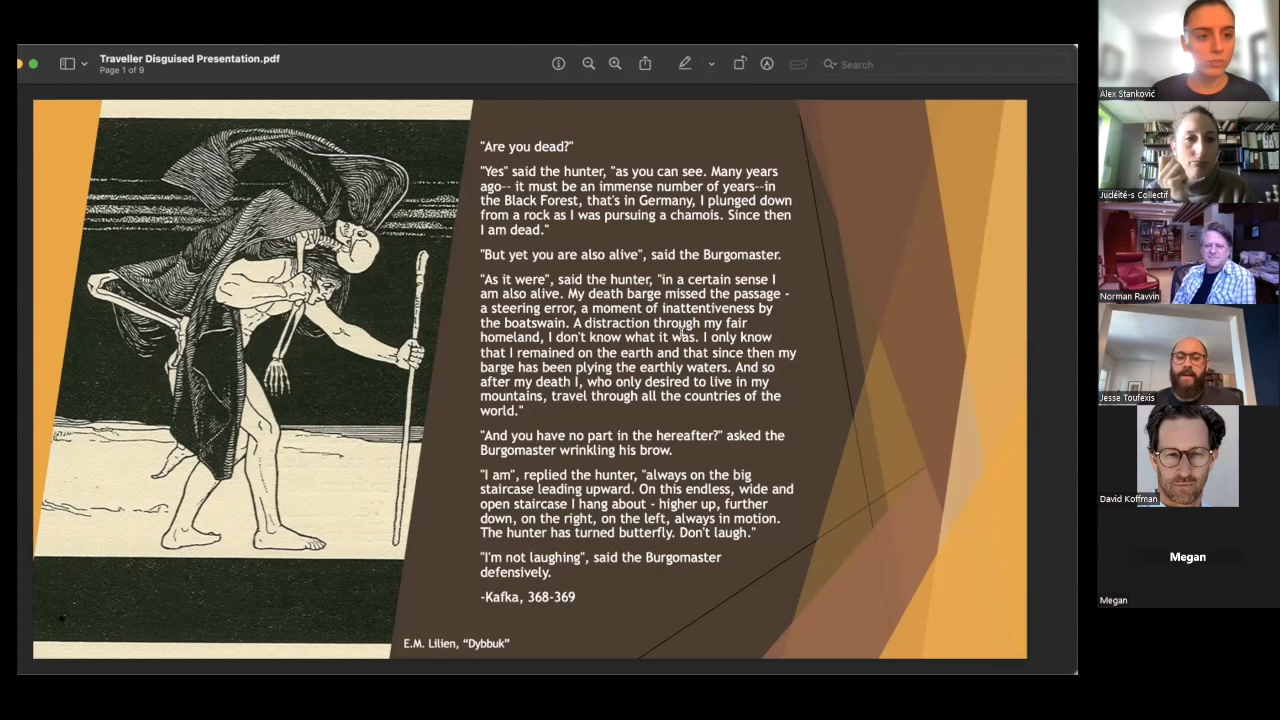 Traveller Disguised Presentation.pdf
Page 1 of 9
Search
"Are you dead?"
"Yes" said the hunter, "as you can see. Many years
ago-- it must be an immense number of years--in
the Black Forest, that's in Germany, I plunged down
from a rock as I was pursuing a chamois. Since then
I am dead."
"But yet you are also alive", said the Burgomaster.
"As it were", said the hunter, "in a certain sense I
am also alive. My death barge missed the passage -
a steering error, a moment of inattentiveness by
the boatswain. A distraction through my fair
homeland, I don't know what it was. I only know
that I remained on the earth and that since then my
barge has been plying the earthly waters. And so
after my death I, who only desired to live in my
mountains, travel through all the countries of the
world."
"And you have no part in the hereafter?" asked the
Burgomaster wrinkling his brow.
"I am", replied the hunter, "always on the big
staircase leading upward. On this endless, wide and
open staircase I hang about - higher up, further
down, on the right, on the left, always in motion.
The hunter has turned butterfly. Don't laugh."
"I'm not laughing", said the Burgomaster
defensively.
-Kafka, 368-369
E.M. Lilien, “Dybbuk”
Alex Stanković
Judéité-s Collectif
Norman Ravvin
Jesse Toufexis
David Koffman
Megan
Megan